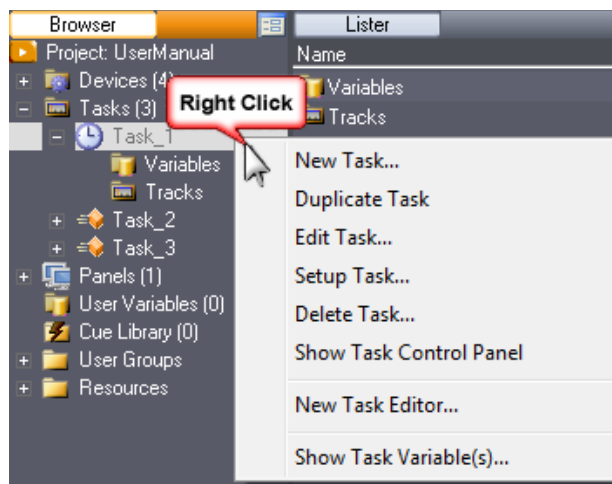 Browser
Lister
Project: UserManual
Name
Devices (4)
Variables
Tasks (3)
Right Click
Tracks
Task_1
Variables
New Task...
Tracks
Duplicate Task
Task_2
Edit Task...
Task_3
Setup Task...
Panels (1)
Delete Task...
User Variables (0)
Cue Library (0)
Show Task Control Panel
User Groups
Resources
New Task Editor...
Show Task Variable(s)...